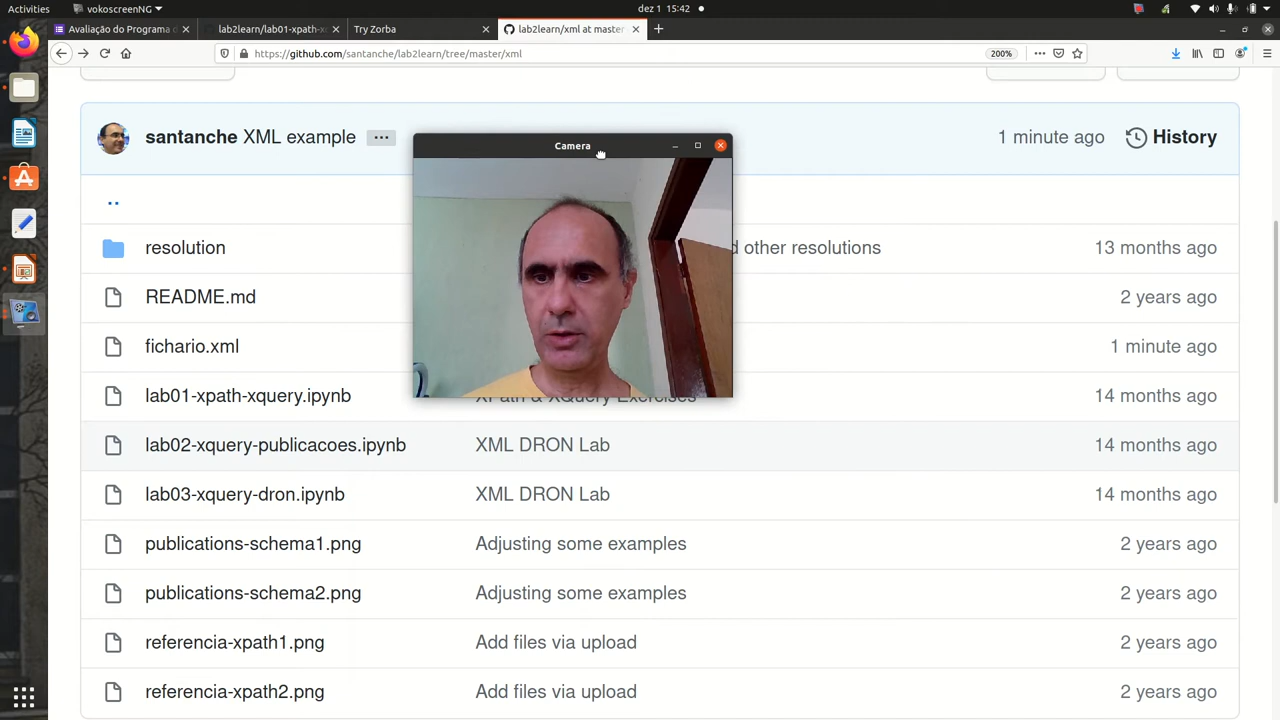 Activities
vokoscreenNG
dez 1 15:42
Avaliação do Programa d
lab2learn/lab01-xpath-x
Try Zorba
lab2learn/xml at master
https://github.com/santanche/lab2learn/tree/master/xml
200%
santanche XML example
1 minute ago
History
Camera
..
resolution
d other resolutions
13 months ago
README.md
2 years ago
fichario.xml
1 minute ago
lab01-xpath-xquery.ipynb
XPath & XQuery Exercises
14 months ago
lab02-xquery-publicacoes.ipynb
XML DRON Lab
14 months ago
lab03-xquery-dron.ipynb
XML DRON Lab
14 months ago
publications-schema1.png
Adjusting some examples
2 years ago
publications-schema2.png
Adjusting some examples
2 years ago
referencia-xpath1.png
Add files via upload
2 years ago
referencia-xpath2.png
Add files via upload
2 years ago